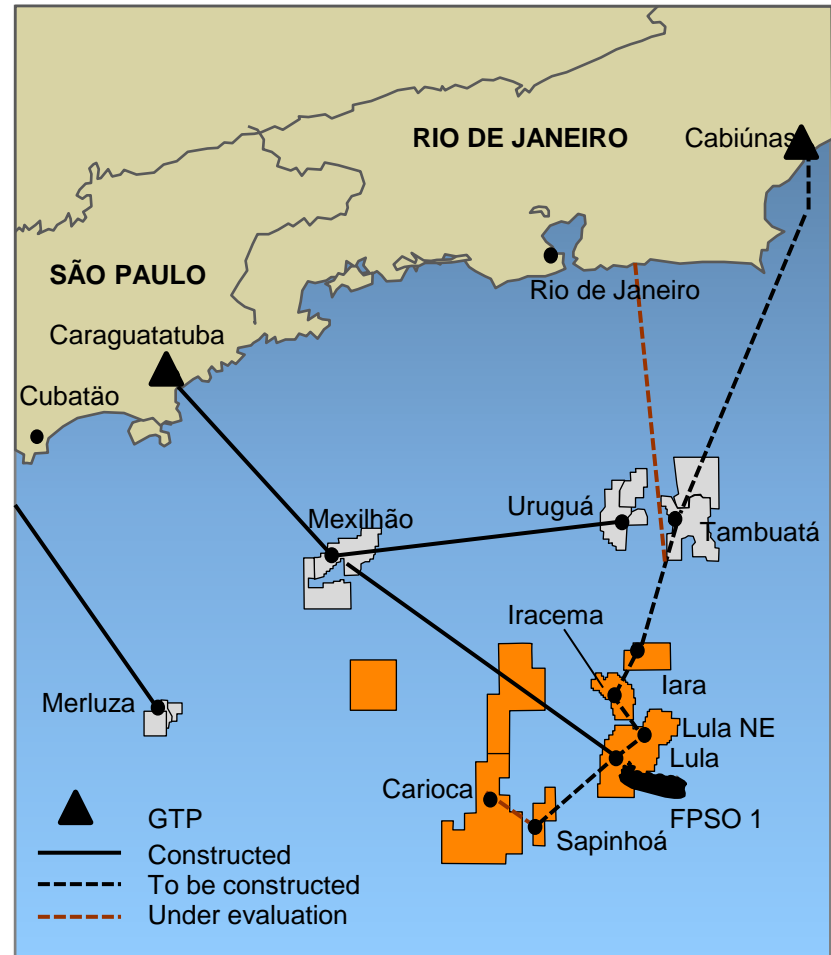 RIO DE JANEIRO
Cabiúnas
SÃO PAULO
Rio de Janeiro
Caraguatatuba
Cubatäo
Uruguá
Mexilhão
Tambuatá
Iracema
Iara
Merluza
Lula NE
Lula
Carioca
FPSO 1
Sapinhoá
GTP
Constructed
To be constructed
Under evaluation